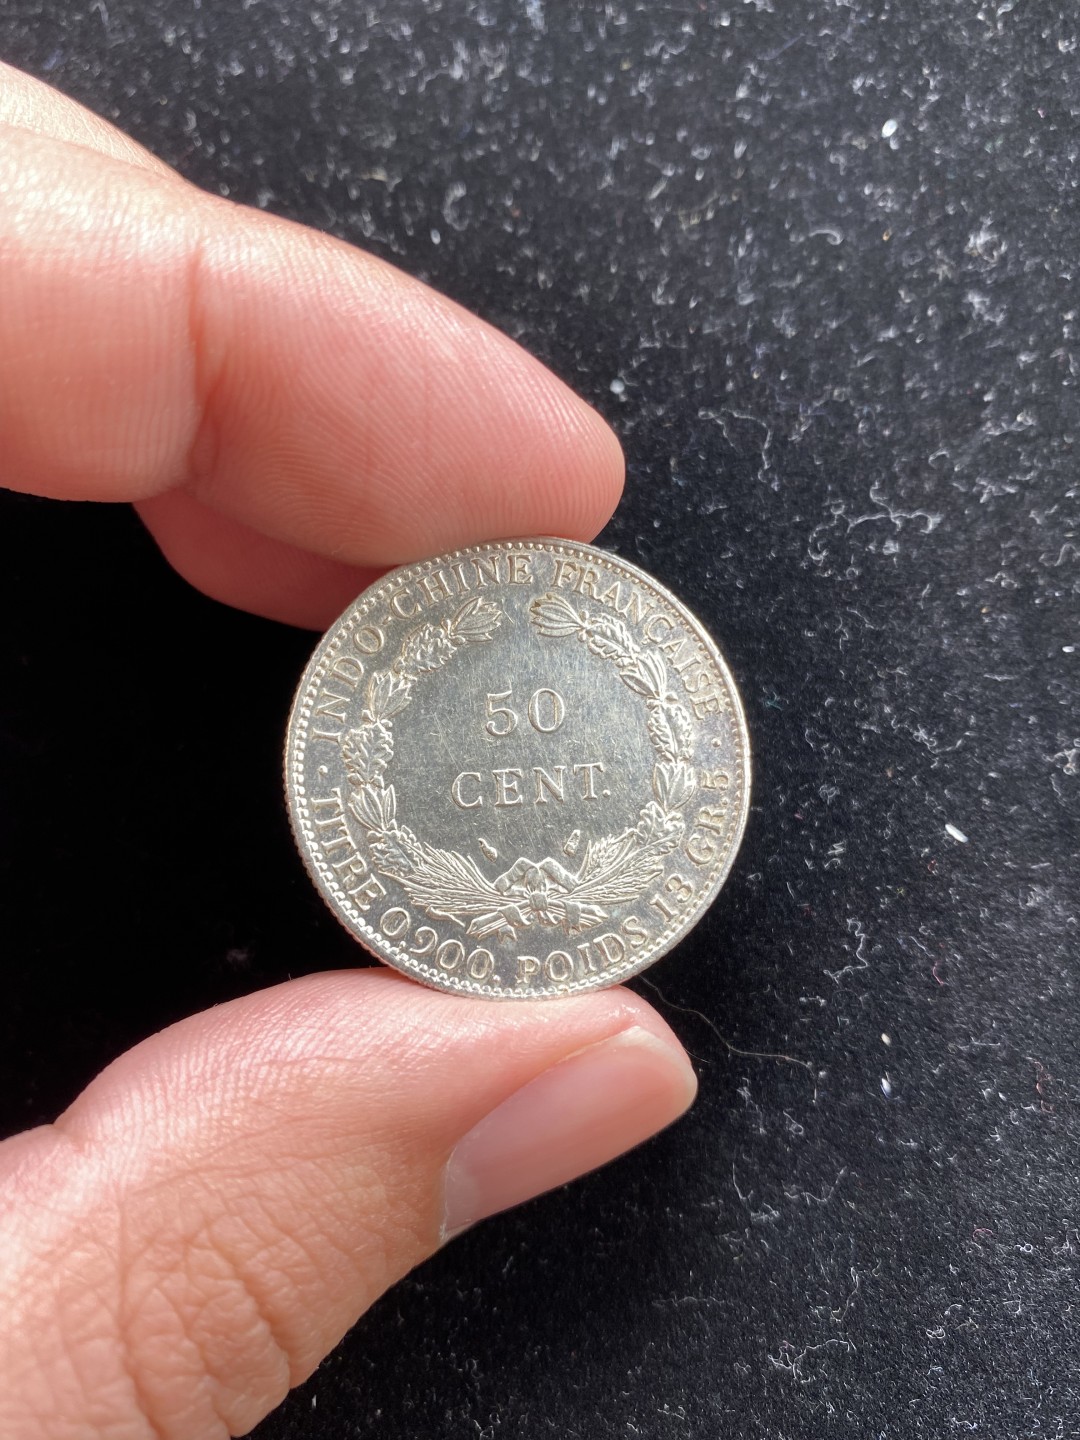 INDO-CHINE FRANÇAISE
50
CENT.
TITRE 0,900. POIDS 13 GR. 5